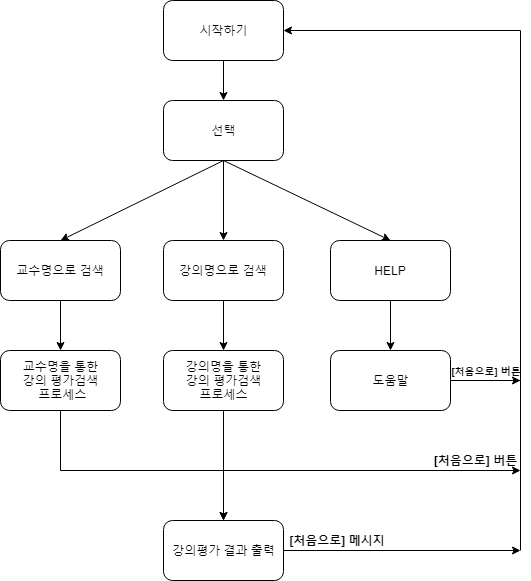 시작하기
선택
교수명으로 검색
강의명으로 검색
HELP
교수명을 통한
강의 평가검색
프로세스
강의명을 통한
강의 평가검색
프로세스
도움말
[처음으로] 버튼
[처음으로] 버튼
강의평가 결과 출력
[처음으로] 메시지